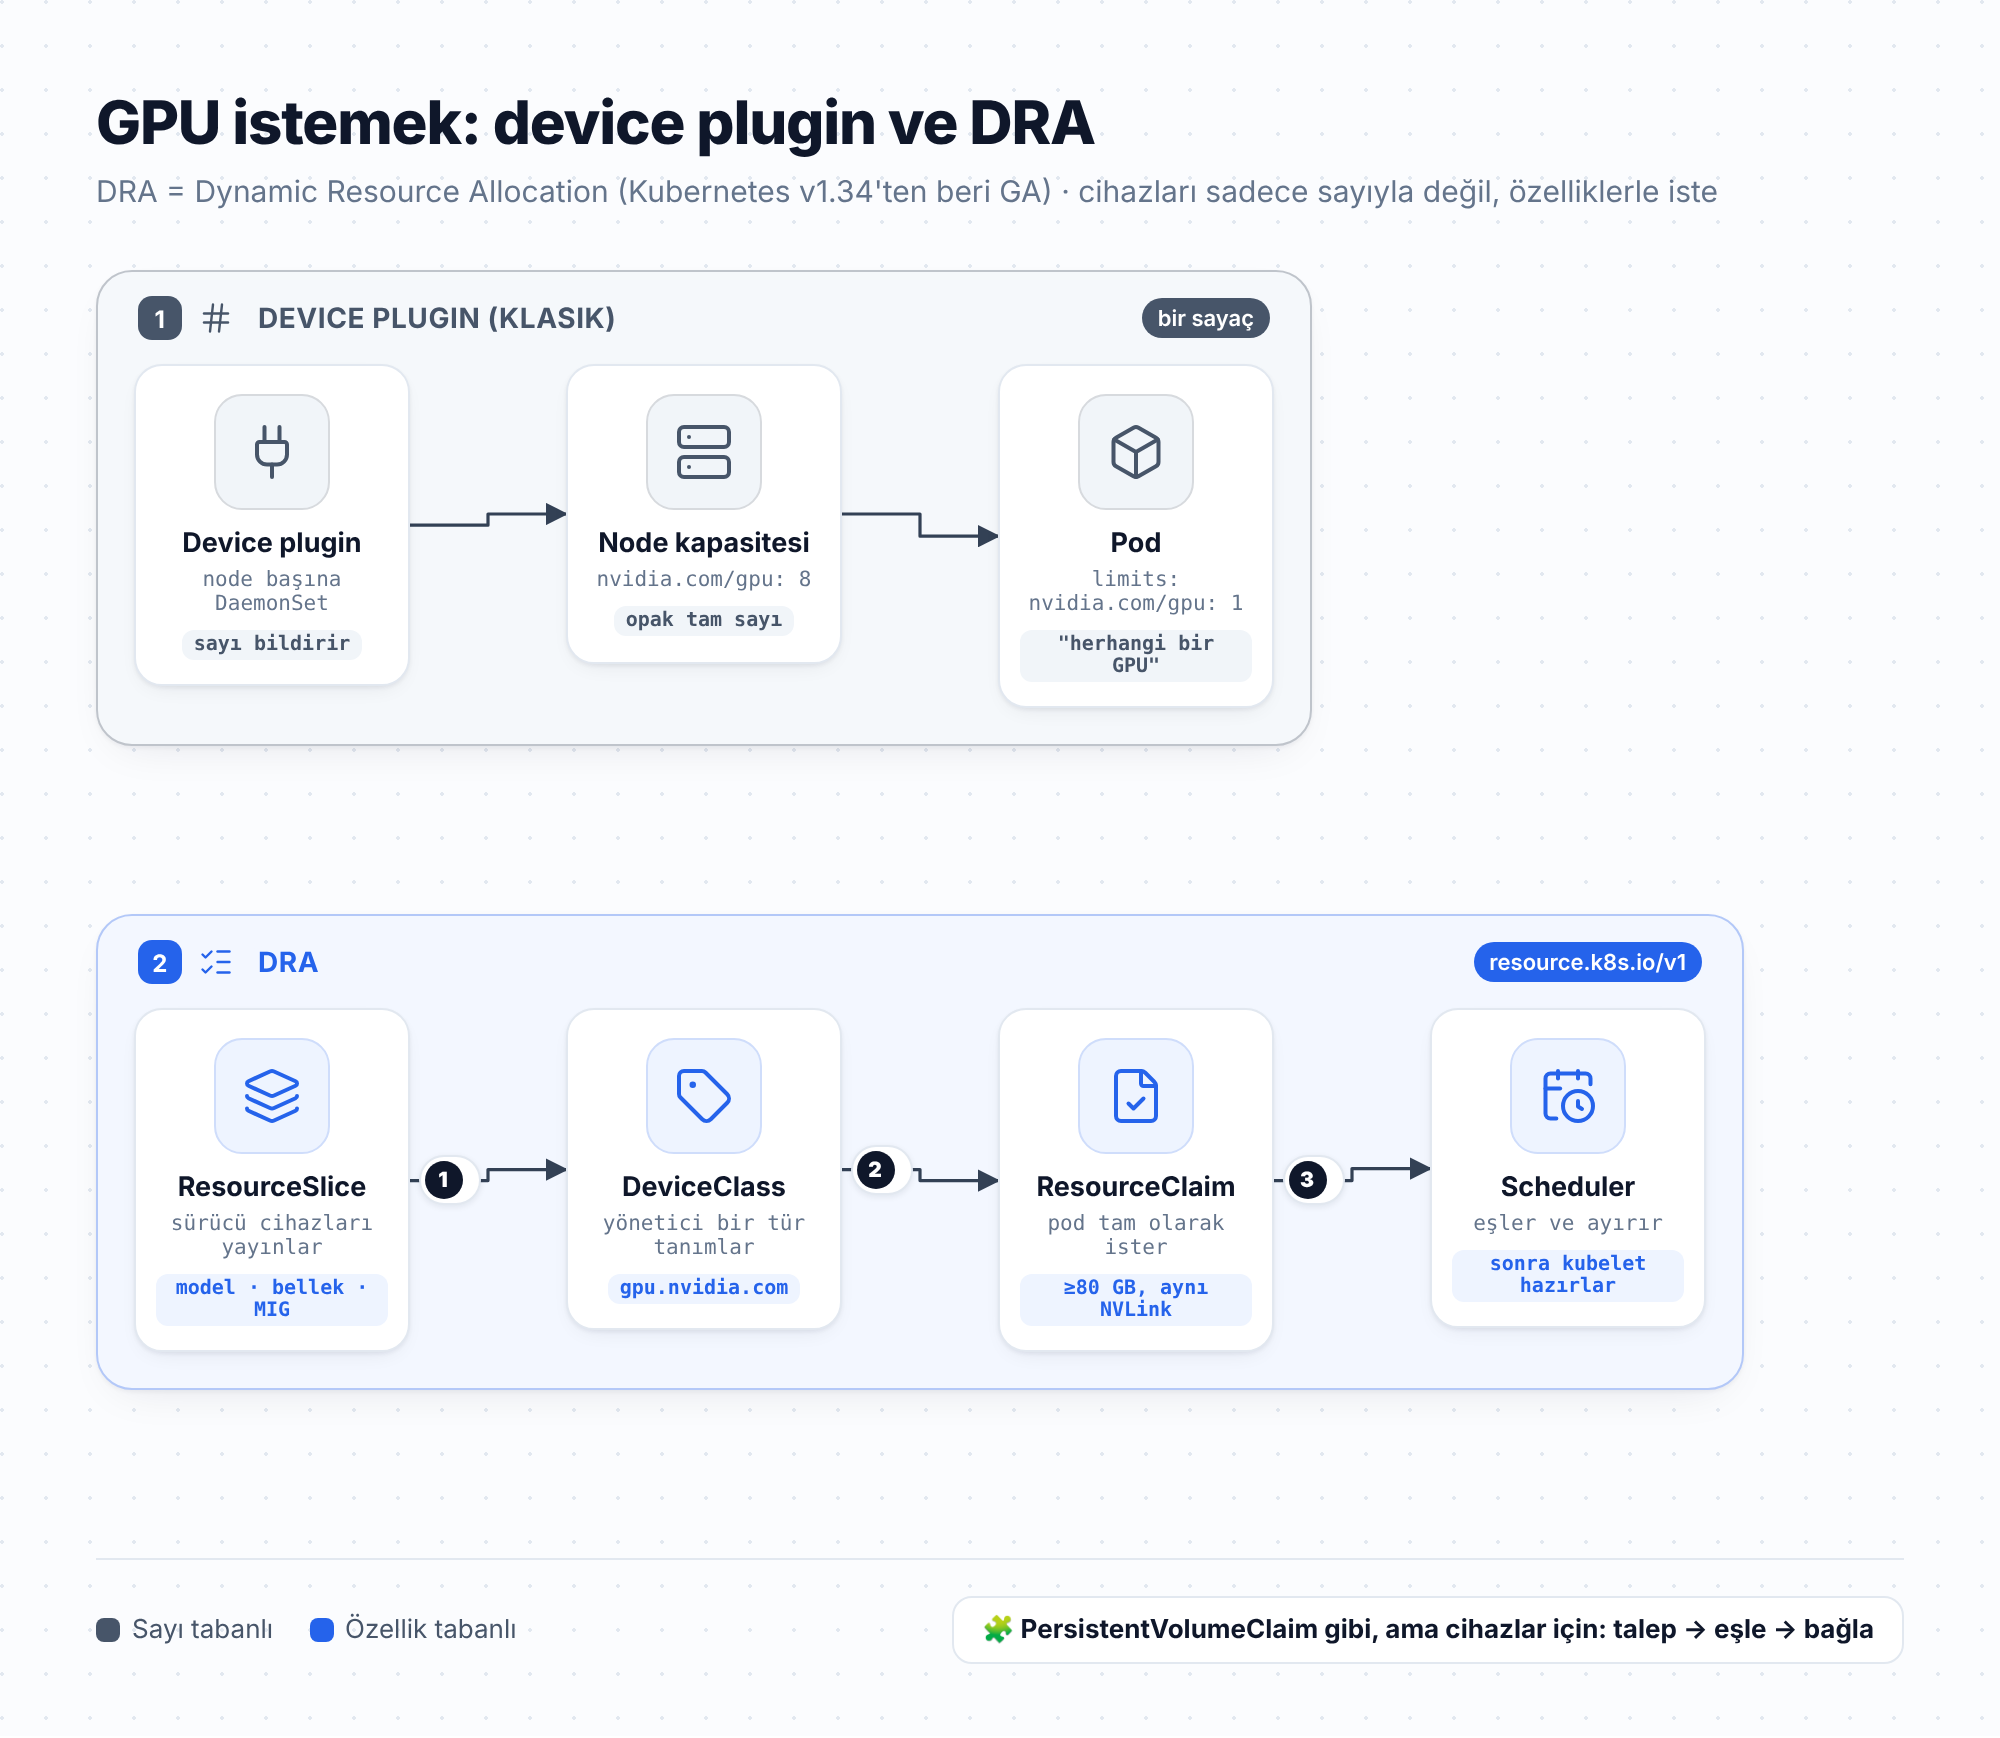 GPU istemek: device plugin ve DRA
DRA = Dynamic Resource Allocation (Kubernetes v1.34'ten beri GA) · cihazları sadece sayıyla değil, özelliklerle iste
1
DEVICE PLUGIN (KLASIK)
bir sayaç
Device plugin
node başına
DaemonSet
sayı bildirir
Node kapasitesi
nvidia.com/gpu: 8
opak tam sayı
Pod
limits:
nvidia.com/gpu: 1
"herhangi bir
GPU"
2
DRA
resource.k8s.io/v1
ResourceSlice
sürücü cihazları
yayınlar
model · bellek ·
MIG
1
DeviceClass
yönetici bir tür
tanımlar
gpu.nvidia.com
2
ResourceClaim
pod tam olarak
ister
≥80 GB, aynı
NVLink
3
Scheduler
eşler ve ayırır
sonra kubelet
hazırlar
Sayı tabanlı
Özellik tabanlı
🧩 PersistentVolumeClaim gibi, ama cihazlar için: talep → eşle → bağla